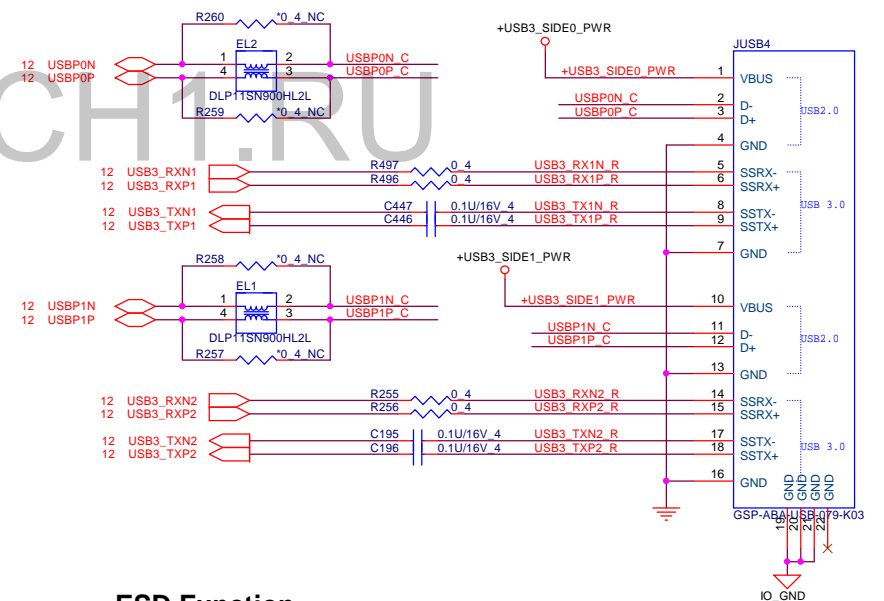 R260 *0_4_NC
+USB3_SIDE0_PWR
EL2
JUSB4
12 USBP0N 1 2 USBP0N_C
12 USBP0P 4 3 USBP0P_C
+USB3_SIDE0_PWR 1 VBUS
DLP11SN900HL2L
USBP0N_C 2 D-
USBP0P_C 3 D+
USB2.0
R259 *0_4_NC
CH1.RU
4 GND
12 USB3_RXN1 R497 0_4 USB3_RX1N_R 5 SSRX-
12 USB3_RXP1 R496 0_4 USB3_RX1P_R 6 SSRX+
12 USB3_TXN1 C447 0.1U/16V_4 USB3_TX1N_R 8 SSTX-
USB 3.0
12 USB3_TXP1 C446 0.1U/16V_4 USB3_TX1P_R 9 SSTX+
7 GND
R258 *0_4_NC
+USB3_SIDE1_PWR
EL1
12 USBP1N 1 2 USBP1N_C
12 USBP1P 4 3 USBP1P_C
+USB3_SIDE1_PWR 10 VBUS
DLP11SN900HL2L
USBP1N_C 11 D-
USBP1P_C 12 D+
USB2.0
R257 *0_4_NC
13 GND
12 USB3_RXN2 R255 0_4 USB3_RXN2_R 14 SSRX-
12 USB3_RXP2 R256 0_4 USB3_RXP2_R 15 SSRX+
12 USB3_TXN2 C195 0.1U/16V_4 USB3_TXN2_R 17 SSTX-
USB 3.0
12 USB3_TXP2 C196 0.1U/16V_4 USB3_TXP2_R 18 SSTX+
16 GND
GND GND GND GND
GSP-ABA-USB-079-K03
19 20 21 22
IO_GND
ESD Function